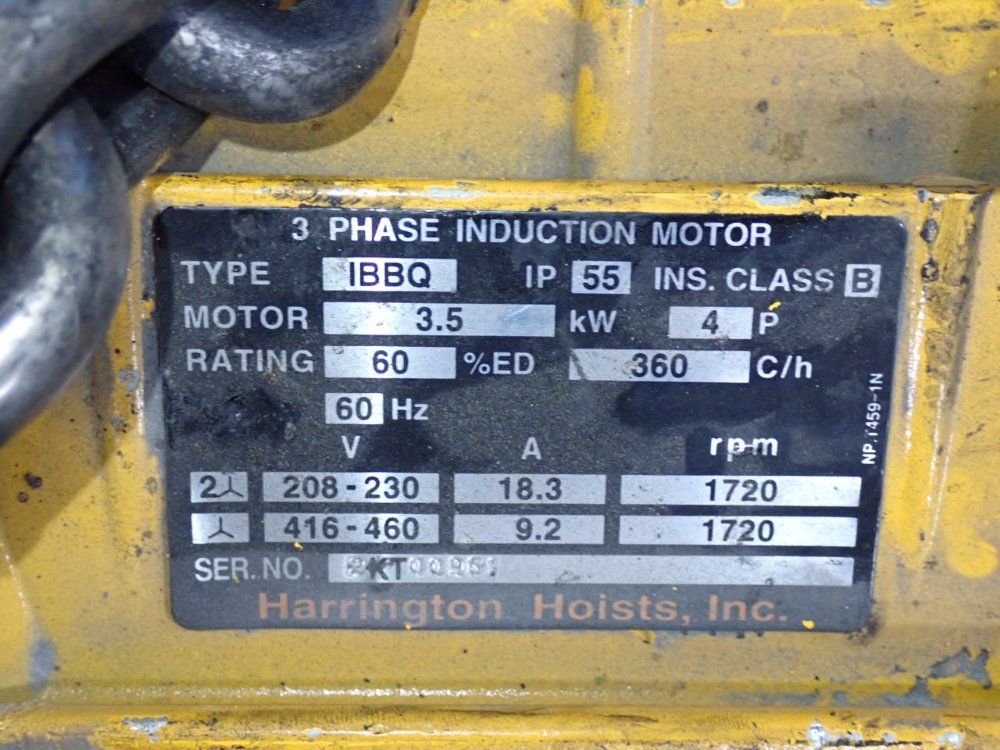 3 PHASE INDUCTION MOTOR
TYPE IBBQ IP 55 INS. CLASS B
MOTOR 3.5 kW 4 P
RATING 60 %ED 360 C/h
60 Hz
V A rpm
2人 208-230 18.3 1720
人 416-460 9.2 1720
SER. NO.
Harrington Hoists, Inc.
NP.1459-1N